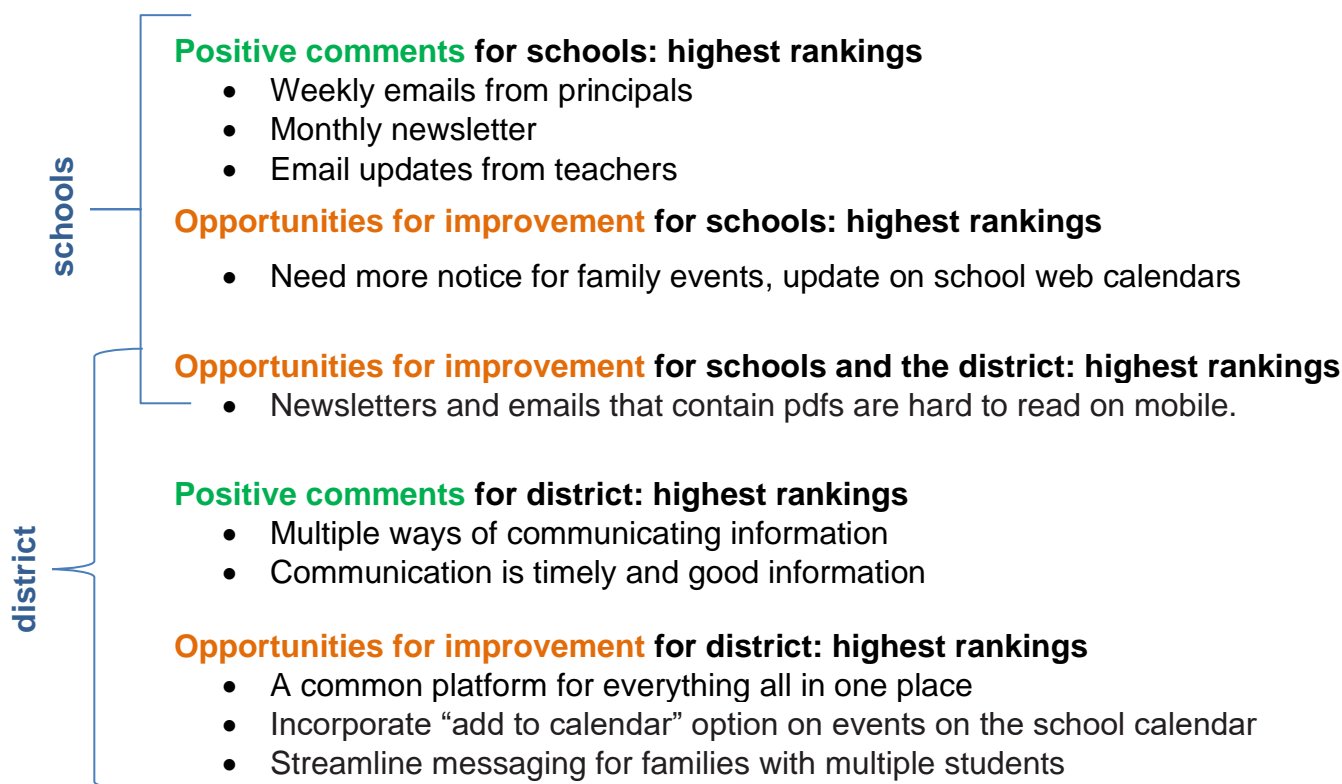 schools
Positive comments for schools: highest rankings
• Weekly emails from principals
• Monthly newsletter
• Email updates from teachers
Opportunities for improvement for schools: highest rankings
• Need more notice for family events, update on school web calendars
district
Opportunities for improvement for schools and the district: highest rankings
• Newsletters and emails that contain pdfs are hard to read on mobile.
Positive comments for district: highest rankings
• Multiple ways of communicating information
• Communication is timely and good information
Opportunities for improvement for district: highest rankings
• A common platform for everything all in one place
• Incorporate “add to calendar” option on events on the school calendar
• Streamline messaging for families with multiple students